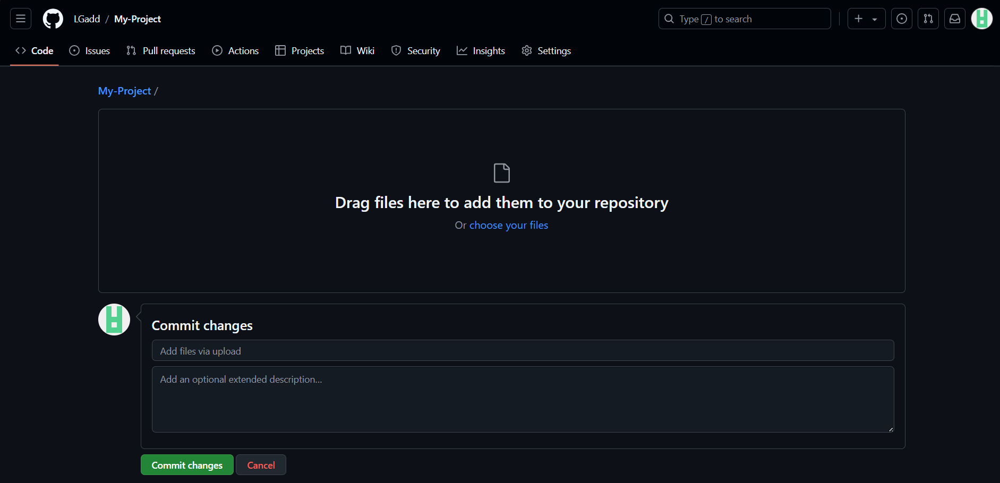 LGadd / My-Project
Type / to search
Code Issues Pull requests Actions Projects Wiki Security Insights Settings
My-Project /
Drag files here to add them to your repository
Or choose your files
Commit changes
Add files via upload
Add an optional extended description...
Commit changes Cancel